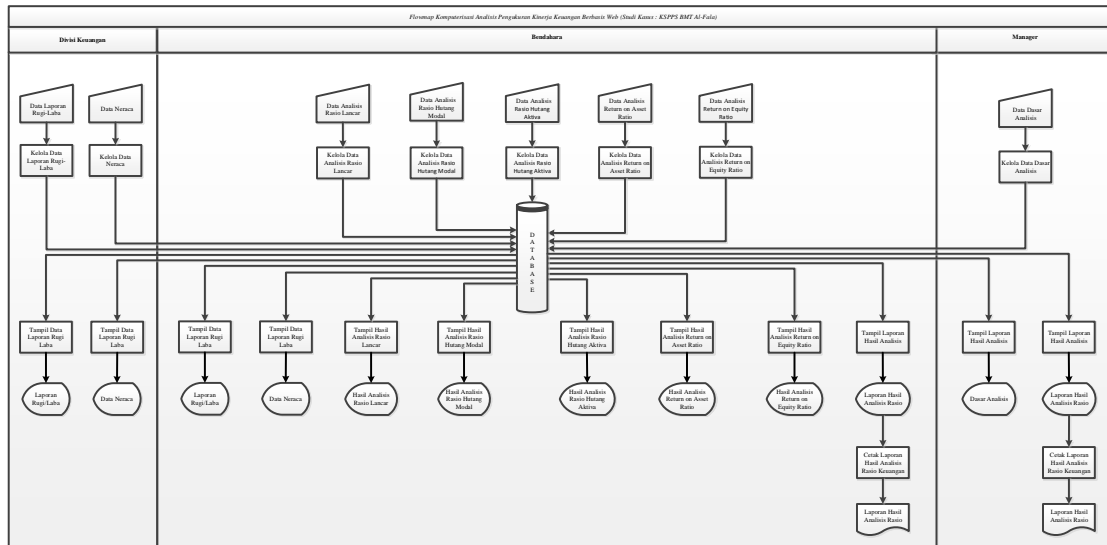 Flowmap Komputerisasi Analisis Pengukuran Kinerja Keuangan Berbasis Web (Studi Kasus : KSPPS BMT Al-Fala)
Divisi Keuangan
Bendahara
Manager
Data Laporan
Rugi-Laba
Data Neraca
Data Analisis
Rasio Lancar
Data Analisis
Rasio Hutang
Modal
Data Analisis
Rasio Hutang
Aktiva
Data Analisis
Return on Asset
Ratio
Data Analisis
Return on Equity
Ratio
Data Dasar
Analisis
Kelola Data
Laporan Rugi-
Laba
Kelola Data
Neraca
Kelola Data
Analisis Rasio
Lancar
Kelola Data
Analisis Rasio
Hutang Modal
Kelola Data
Analisis Rasio
Hutang Aktiva
Kelola Data
Analisis Return on
Asset Ratio
Kelola Data
Analisis Return on
Equity Ratio
Kelola Data Dasar
Analisis
D
A
T
A
B
A
S
E
Tampil Data
Laporan Rugi
Laba
Tampil Data
Laporan Rugi
Laba
Tampil Data
Laporan Rugi
Laba
Tampil Data
Laporan Rugi
Laba
Tampil Hasil
Analisis Rasio
Lancar
Tampil Hasil
Analisis Rasio
Hutang Modal
Tampil Hasil
Analisis Rasio
Hutang Aktiva
Tampil Hasil
Analisis Return on
Asset Ratio
Tampil Hasil
Analisis Return on
Equity Ratio
Tampil Laporan
Hasil Analisis
Tampil Laporan
Hasil Analisis
Tampil Laporan
Hasil Analisis
Laporan
Rugi/Laba
Data Neraca
Laporan
Rugi/Laba
Data Neraca
Hasil Analisis
Rasio Lancar
Hasil Analisis
Rasio Hutang
Modal
Hasil Analisis
Rasio Hutang
Aktiva
Hasil Analisis
Return on Asset
Ratio
Hasil Analisis
Return on
Equity Ratio
Laporan Hasil
Analisis Rasio
Dasar Analisis
Laporan Hasil
Analisis Rasio
Cetak Laporan
Hasil Analisis
Rasio Keuangan
Cetak Laporan
Hasil Analisis
Rasio Keuangan
Laporan Hasil
Analisis Rasio
Laporan Hasil
Analisis Rasio